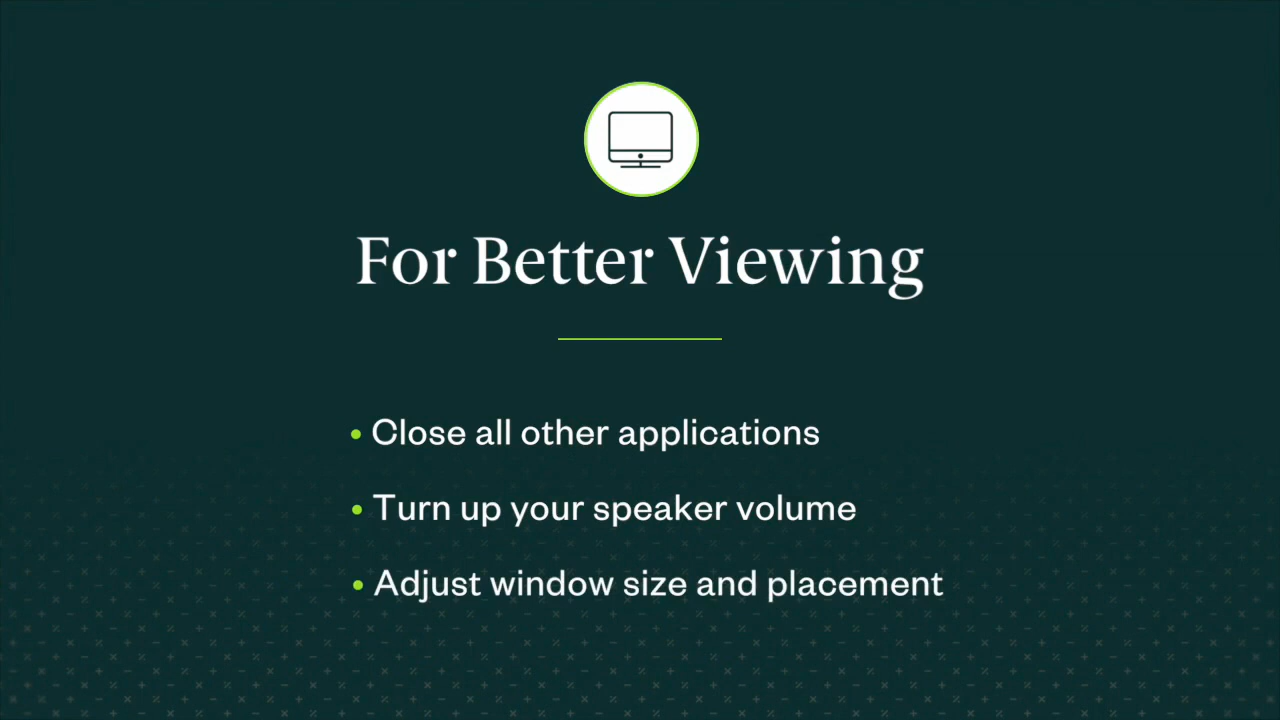 For Better Viewing
• Close all other applications
• Turn up your speaker volume
• Adjust window size and placement